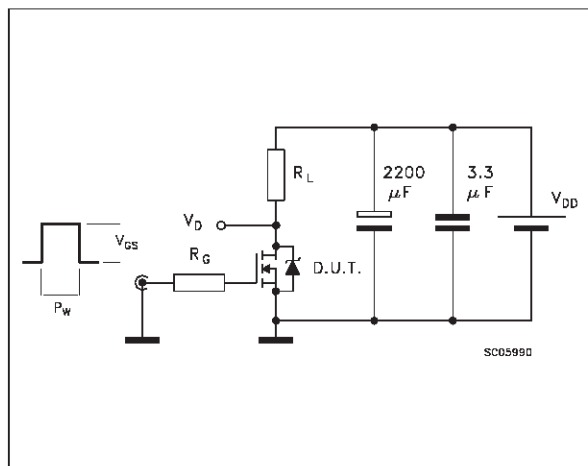 R_L
2200 μF
3.3 μF
V_DD
V_D
V_GS
R_G
D.U.T.
P_W
SC05990